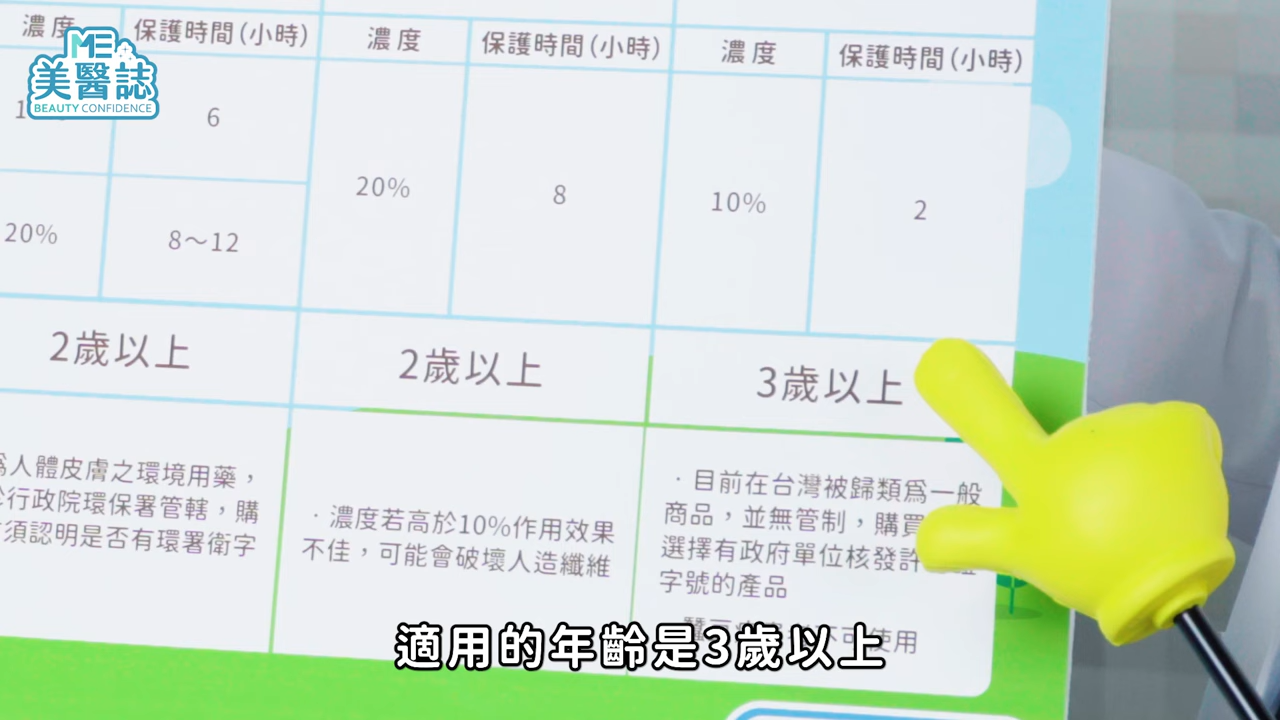 濃度
保護時間(小時)
濃度
保護時間(小時)
濃度
保護時間(小時)
ME
美醫誌
BEAUTY CONFIDENCE
6
20%
8
10%
2
20%
8～12
2歲以上
2歲以上
3歲以上
人體皮膚之環境用藥，
行政院環保署管轄，購
須認明是否有環署衛字
．濃度若高於10%作用效果
不佳，可能會破壞人造纖維
．目前在台灣被歸類爲一般
商品，並無管制，購買
選擇有政府單位核發許
字號的產品
不可使用
適用的年齡是3歲以上